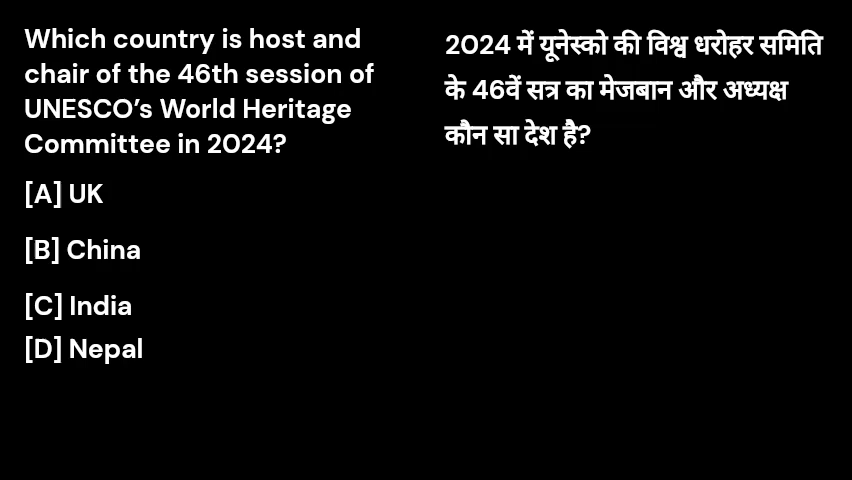 Which country is host and
chair of the 46th session of
UNESCO’s World Heritage
Committee in 2024?
[A] UK
[B] China
[C] India
[D] Nepal
2024 में यूनेस्को की विश्व धरोहर समिति
के 46वें सत्र का मेजबान और अध्यक्ष
कौन सा देश है?